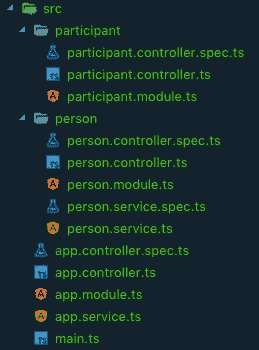 src
participant
participant.controller.spec.ts
participant.controller.ts
participant.module.ts
person
person.controller.spec.ts
person.controller.ts
person.module.ts
person.service.spec.ts
person.service.ts
app.controller.spec.ts
app.controller.ts
app.module.ts
app.service.ts
main.ts